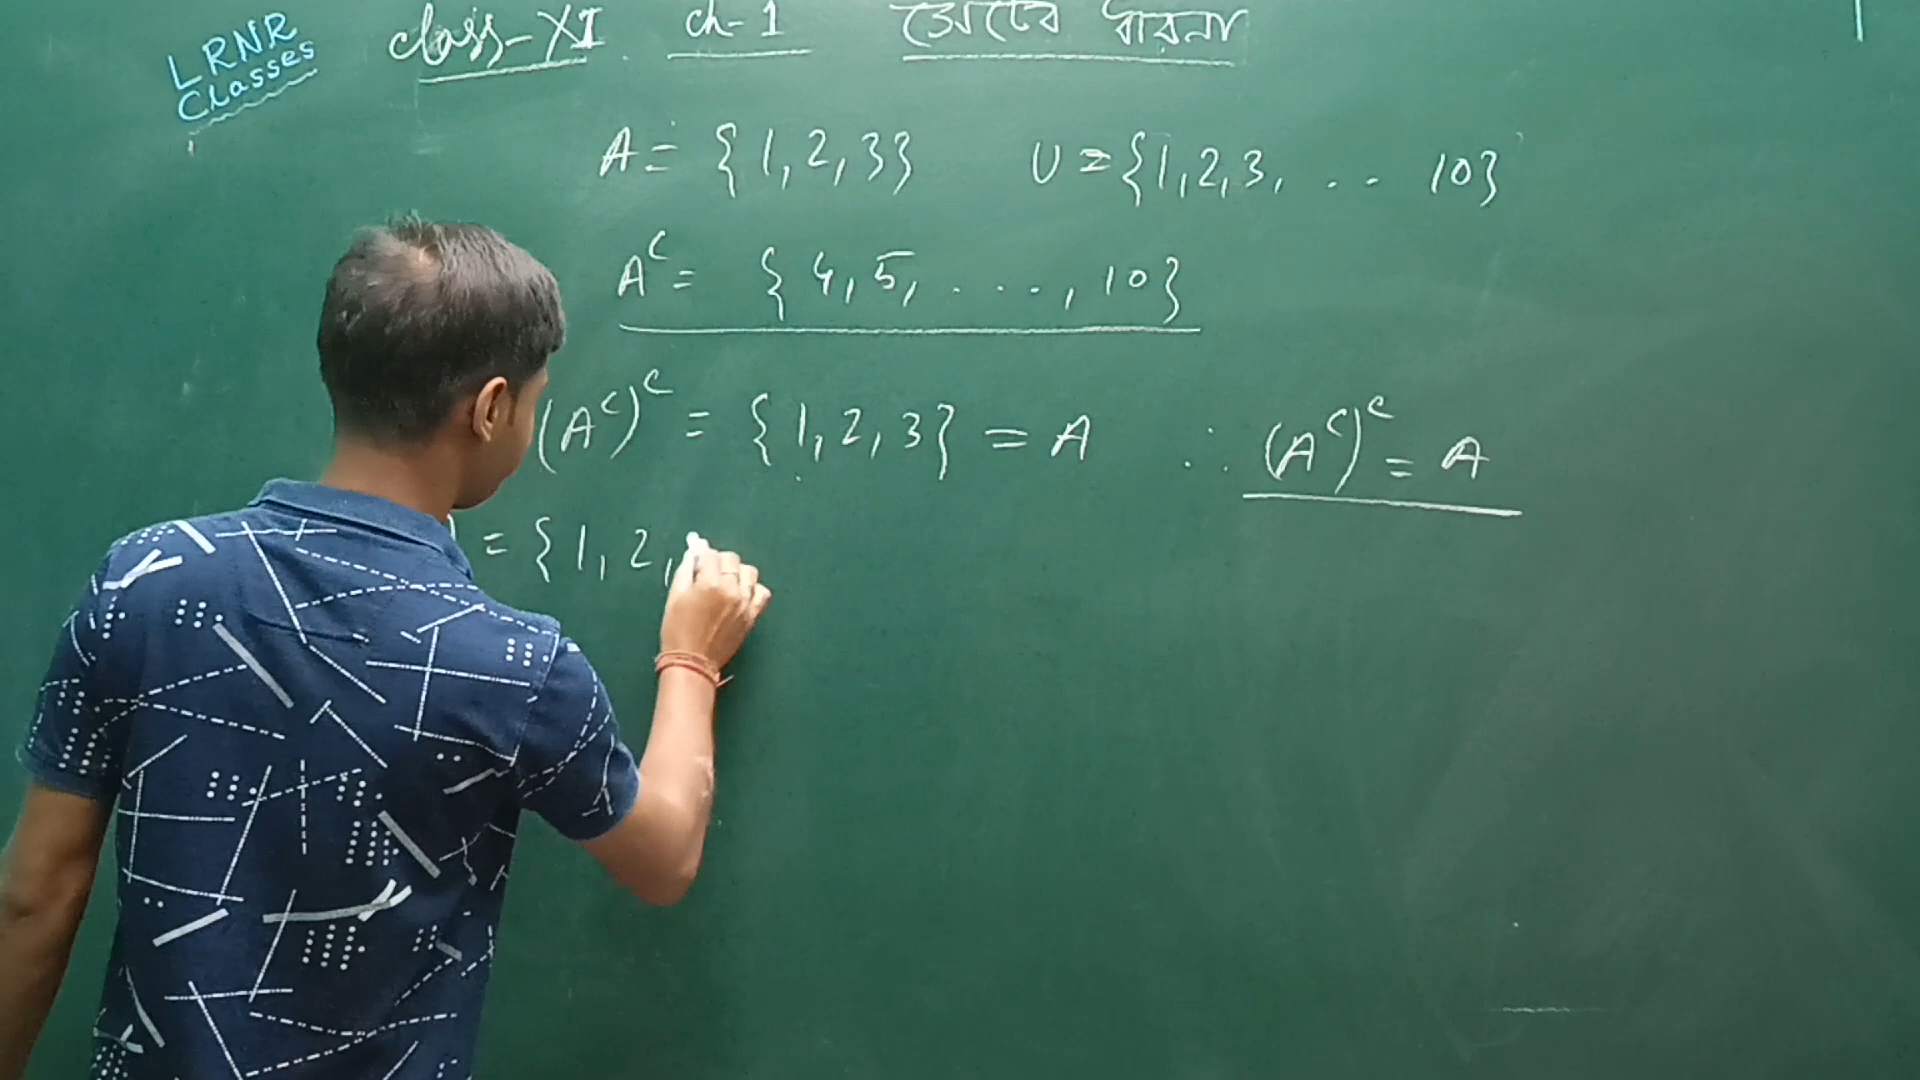 LRNR
Classes
class-XI ch-1 সেটের ধারনা
A = {1,2,3} U = {1,2,3, .. 10}
A^c = {4,5, ...., 10}
(A^c)^c = {1,2,3} = A ∴ (A^c)^c = A
= {1, 2,